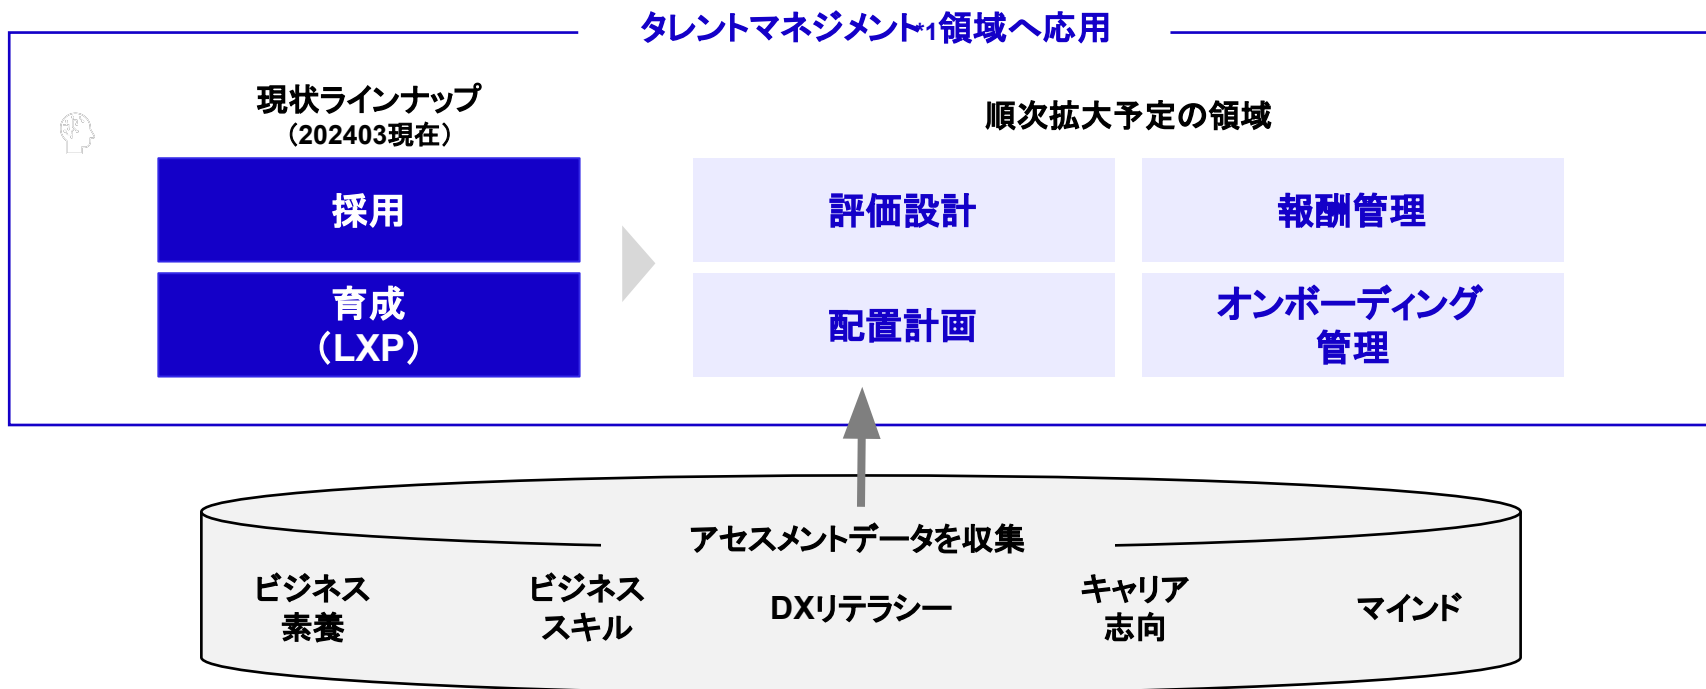 タレントマネジメント*1領域へ応用
現状ラインナップ
（202403現在）
順次拡大予定の領域
採用
評価設計
報酬管理
育成
（LXP）
配置計画
オンボーディング
管理
アセスメントデータを収集
ビジネス
素養
ビジネス
スキル
DXリテラシー
キャリア
志向
マインド